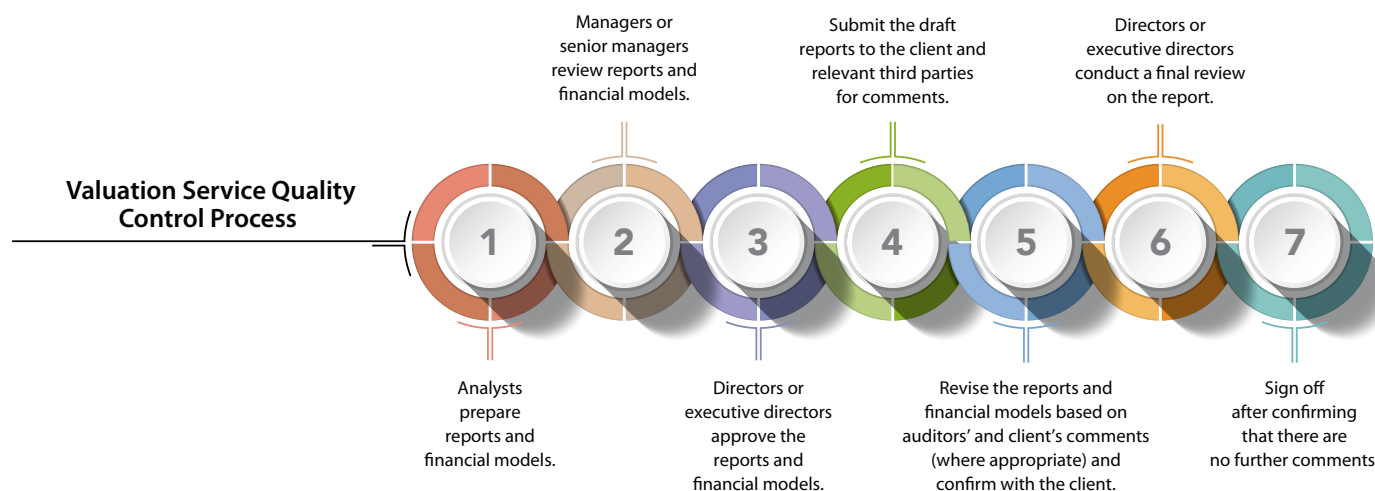 Valuation Service Quality
Control Process
1
Analysts
prepare
reports and
financial models.
2
Managers or
senior managers
review reports and
financial models.
3
Directors or
executive directors
approve the
reports and
financial models.
4
Submit the draft
reports to the client and
relevant third parties
for comments.
5
Revise the reports and
financial models based on
auditors' and client's comments
(where appropriate) and
confirm with the client.
6
Directors or
executive directors
conduct a final review
on the report.
7
Sign off
after confirming
that there are
no further comments